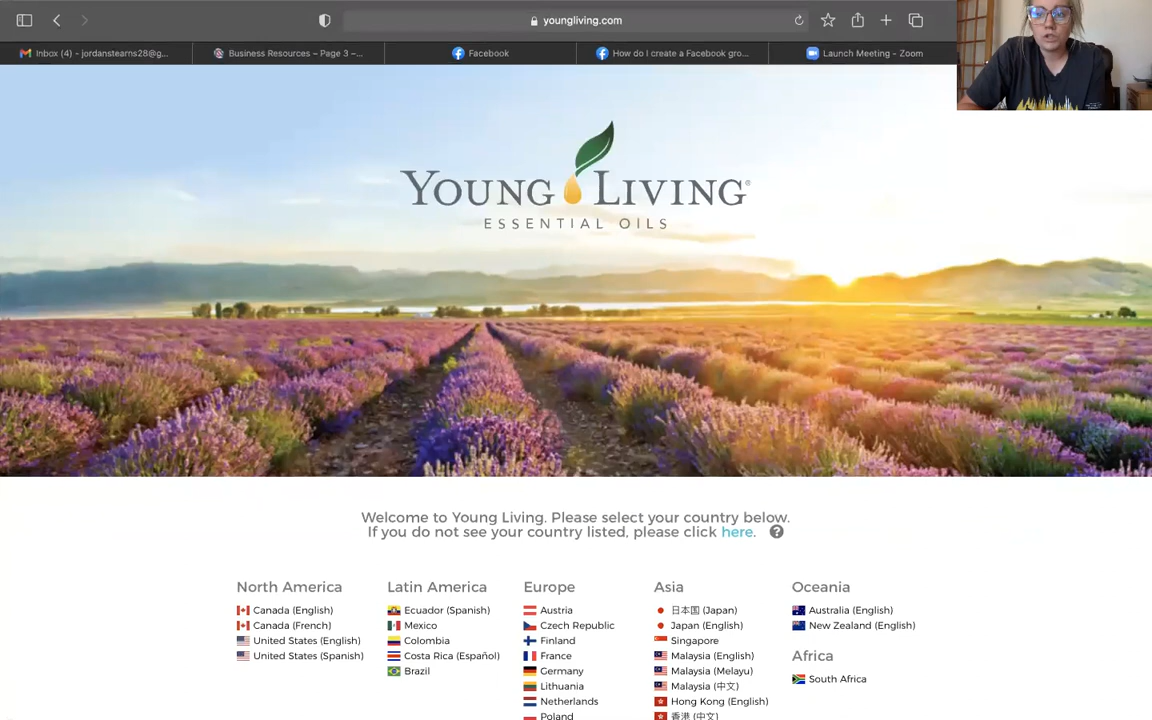 youngliving.com
Inbox (4) - jordanstearns28@g...
Business Resources – Page 3 –...
Facebook
How do I create a Facebook gro...
Launch Meeting - Zoom
YOUNG LIVING®
ESSENTIAL OILS
Welcome to Young Living. Please select your country below.
If you do not see your country listed, please click here. ?
North America
Canada (English)
Canada (French)
United States (English)
United States (Spanish)
Latin America
Ecuador (Spanish)
Mexico
Colombia
Costa Rica (Español)
Brazil
Europe
Austria
Czech Republic
Finland
France
Germany
Lithuania
Netherlands
Poland
Asia
日本国 (Japan)
Japan (English)
Singapore
Malaysia (English)
Malaysia (Melayu)
Malaysia (中文)
Hong Kong (English)
香港 (中文)
Oceania
Australia (English)
New Zealand (English)
Africa
South Africa